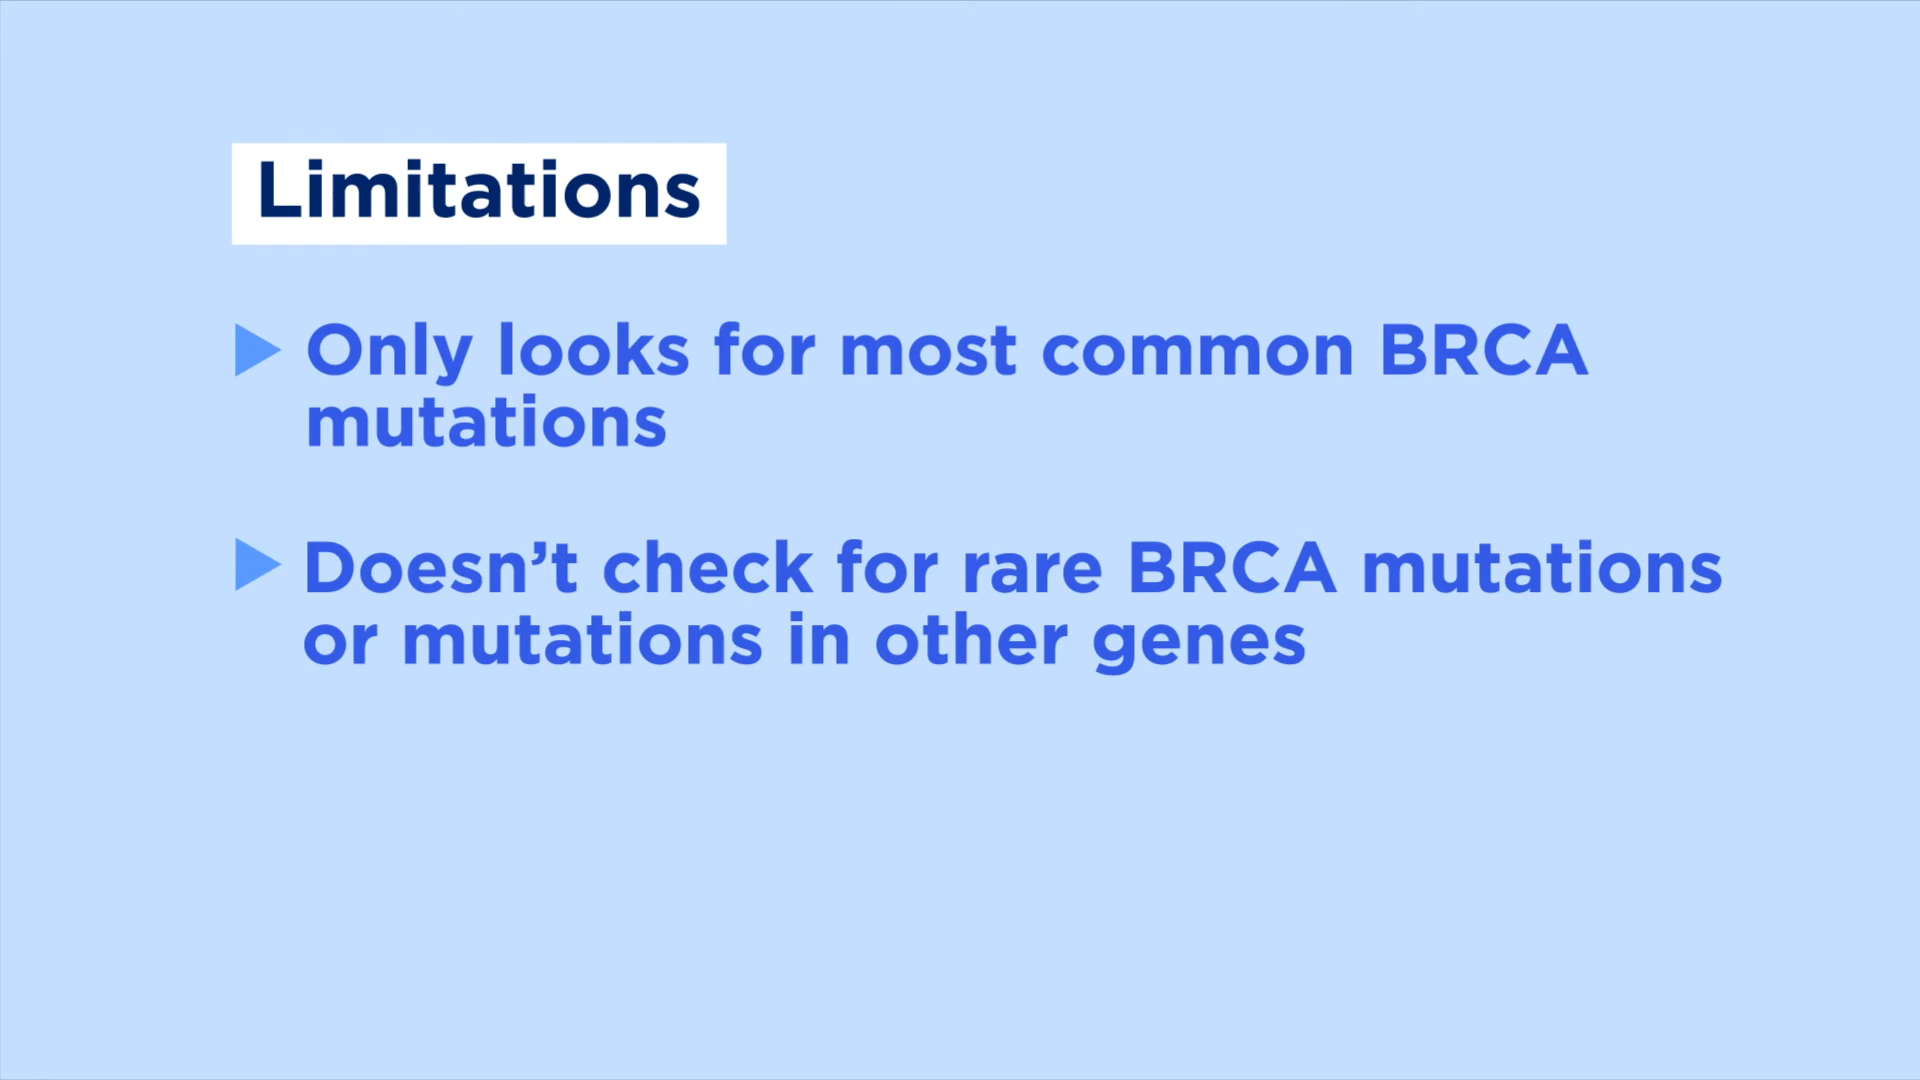 Limitations
Only looks for most common BRCA
mutations
Doesn’t check for rare BRCA mutations
or mutations in other genes